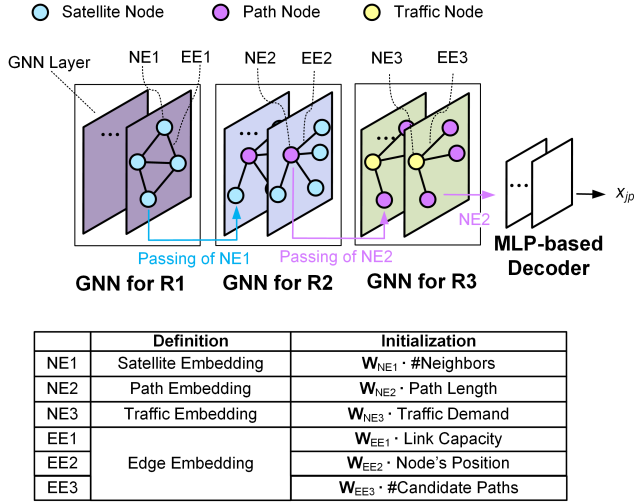 Satellite Node Path Node Traffic Node
GNN Layer NE1 EE1 NE2 EE2 NE3 EE3
... ... ... ...
x_jp
Passing of NE1 Passing of NE2 NE2
MLP-based
Decoder
GNN for R1 GNN for R2 GNN for R3
Definition Initialization
NE1 Satellite Embedding W_NE1 · #Neighbors
NE2 Path Embedding W_NE2 · Path Length
NE3 Traffic Embedding W_NE3 · Traffic Demand
EE1 W_EE1 · Link Capacity
EE2 Edge Embedding W_EE2 · Node's Position
EE3 W_EE3 · #Candidate Paths